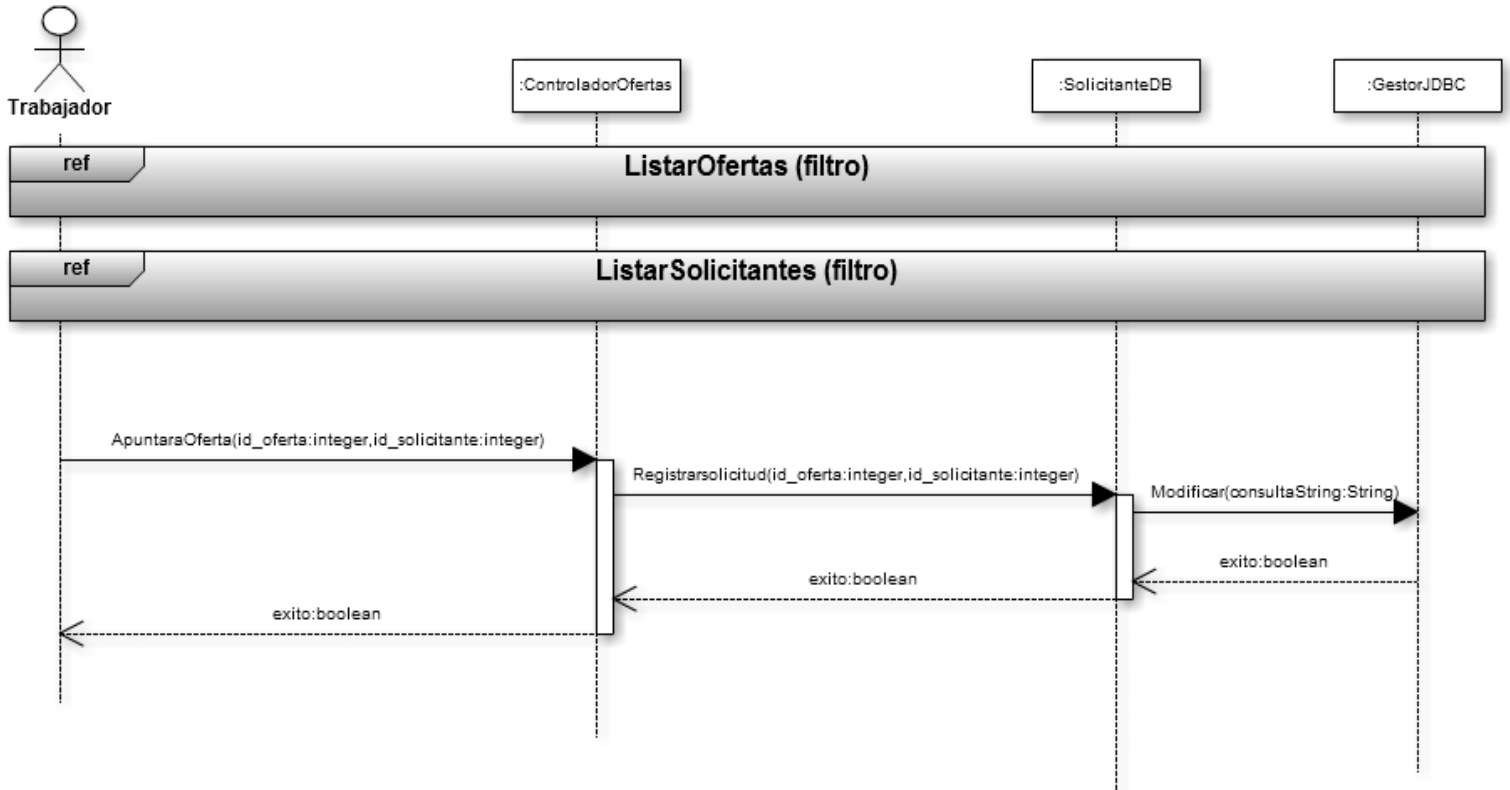 Trabajador
:ControladorOfertas
:SolicitanteDB
:GestorJDBC
ref
ListarOfertas (filtro)
ref
ListarSolicitantes (filtro)
ApuntaraOferta(id_oferta:integer,id_solicitante:integer)
Registrarsolicitud(id_oferta:integer,id_solicitante:integer)
Modificar(consultaString:String)
exito:boolean
exito:boolean
exito:boolean